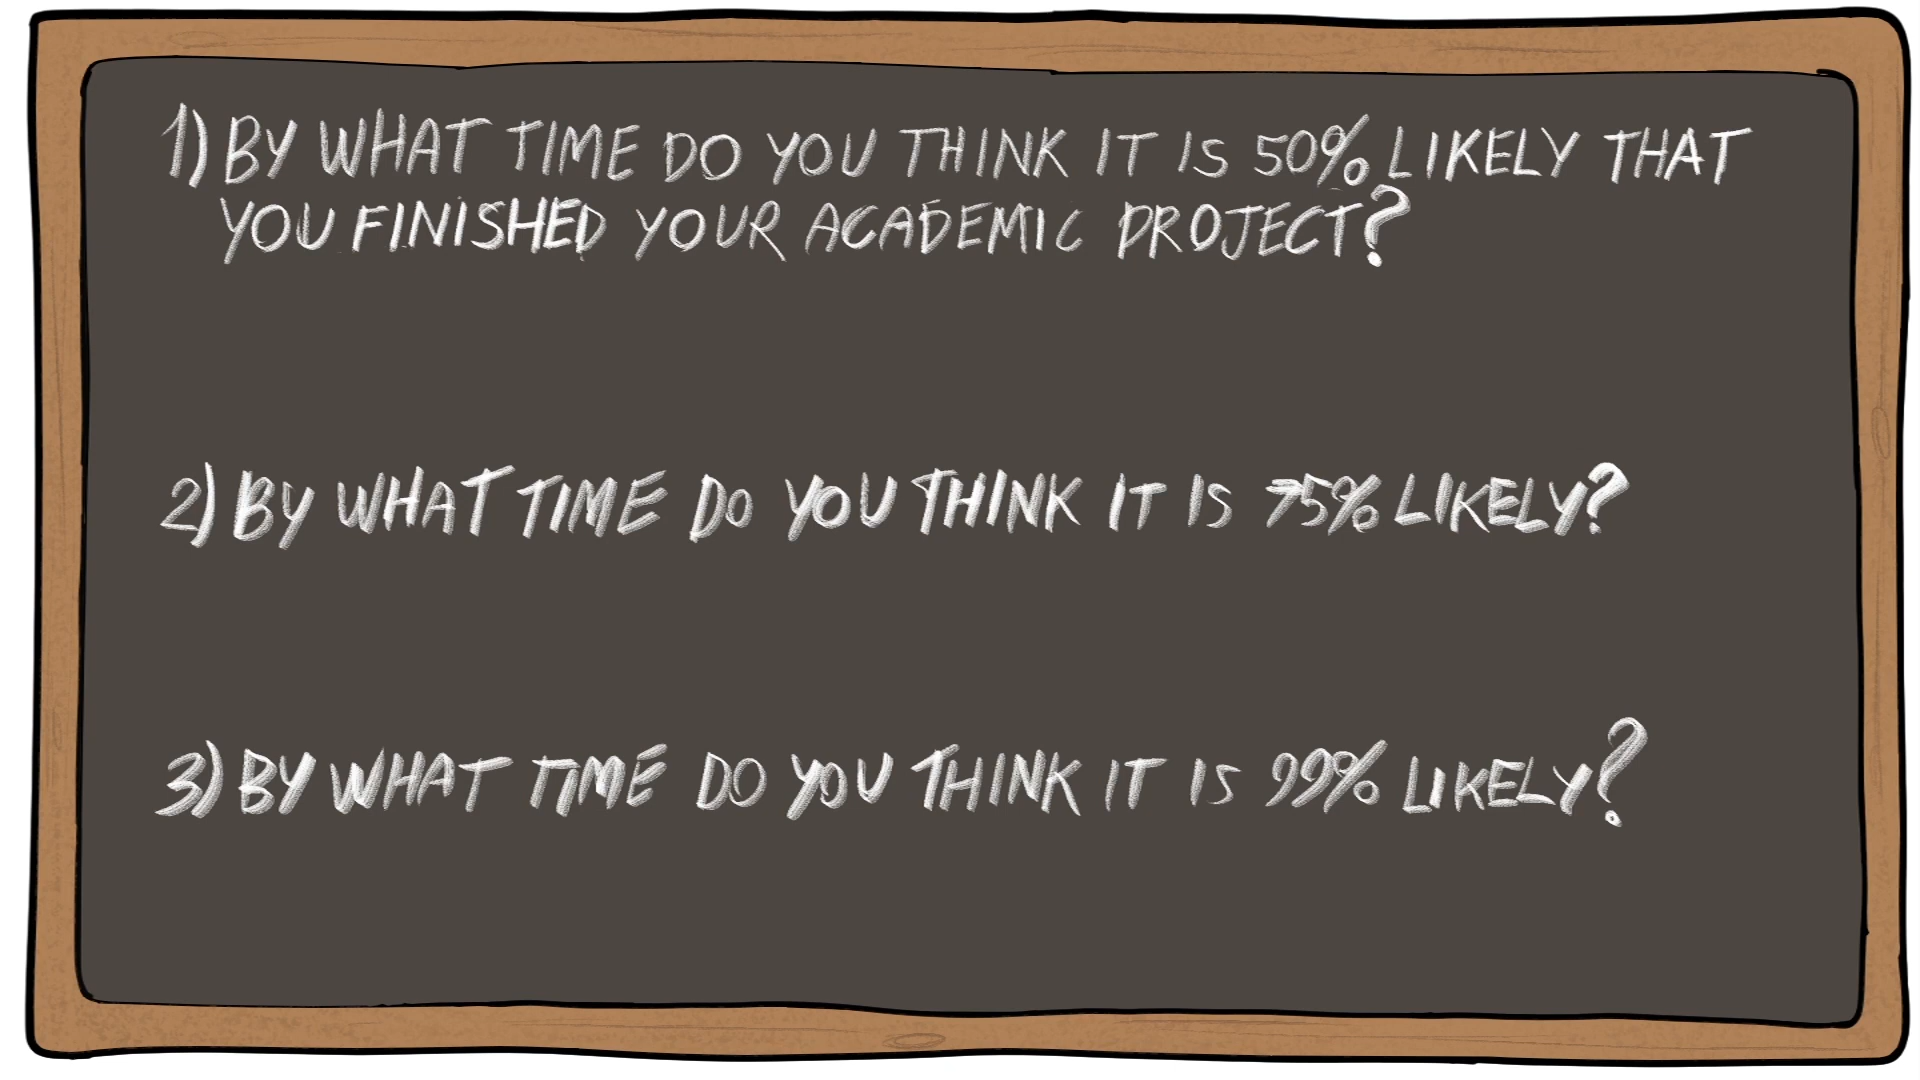 1) BY WHAT TIME DO YOU THINK IT IS 50% LIKELY THAT
YOU FINISHED YOUR ACADEMIC PROJECT?
2) BY WHAT TIME DO YOU THINK IT IS 75% LIKELY?
3) BY WHAT TIME DO YOU THINK IT IS 99% LIKELY?